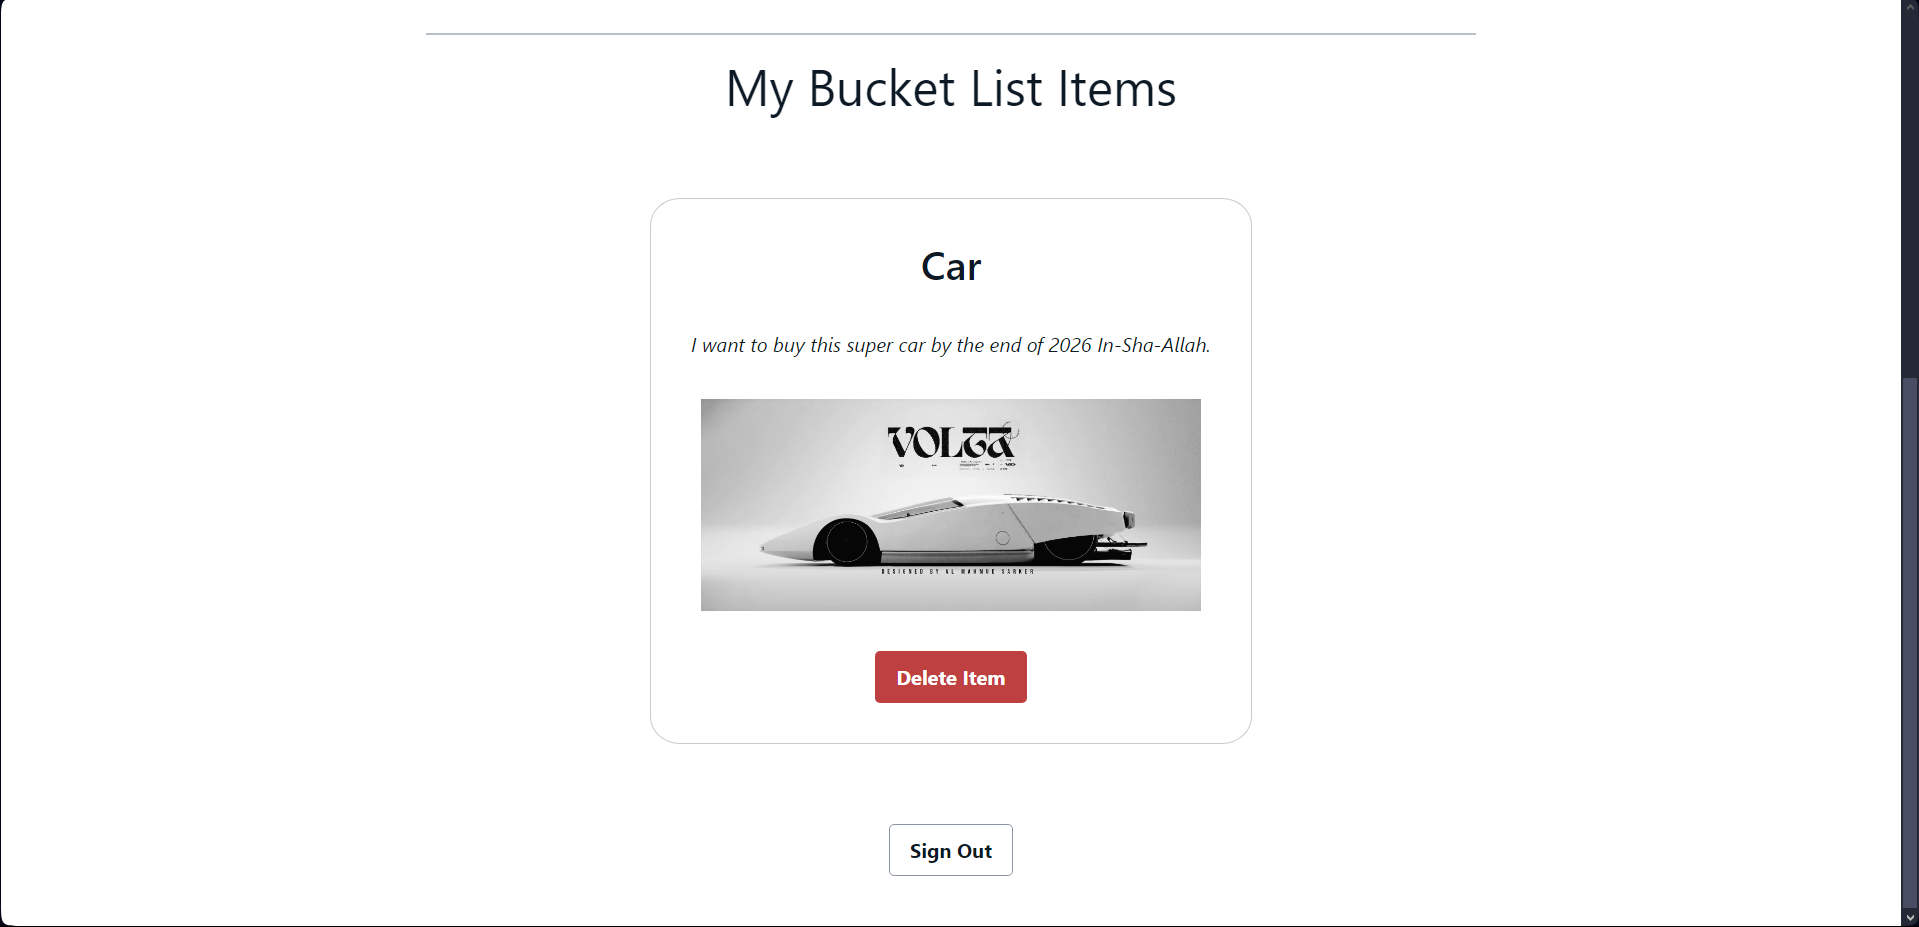 My Bucket List Items
Car
I want to buy this super car by the end of 2026 In-Sha-Allah.
VOLTA
DESIGNED BY AL MAHMUD SARKER
Delete Item
Sign Out